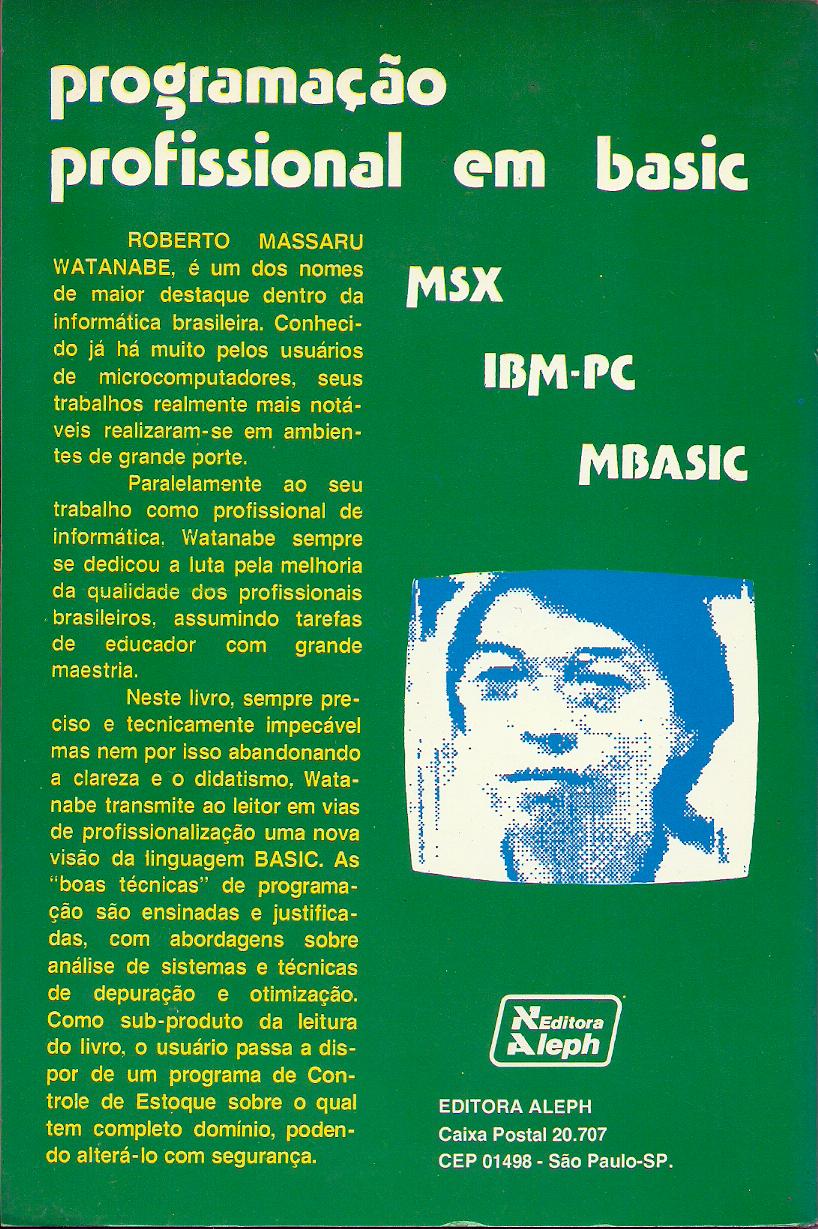 programação
profissional em basic
ROBERTO MASSARU
WATANABE, é um dos nomes
de maior destaque dentro da
informática brasileira. Conheci-
do já há muito pelos usuários
de microcomputadores, seus
trabalhos realmente mais notá-
veis realizaram-se em ambien-
tes de grande porte.
Paralelamente ao seu
trabalho como profissional de
informática, Watanabe sempre
se dedicou a luta pela melhoria
da qualidade dos profissionais
brasileiros, assumindo tarefas
de educador com grande
maestria.
Neste livro, sempre pre-
ciso e tecnicamente impecável
mas nem por isso abandonando
a clareza e o didatismo, Wata-
nabe transmite ao leitor em vias
de profissionalização uma nova
visão da linguagem BASIC. As
"boas técnicas" de programa-
ção são ensinadas e justifica-
das, com abordagens sobre
análise de sistemas e técnicas
de depuração e otimização.
Como sub-produto da leitura
do livro, o usuário passa a dis-
por de um programa de Con-
trole de Estoque sobre o qual
tem completo domínio, poden-
do alterá-lo com segurança.
MSX
IBM-PC
MBASIC
Editora
Aleph
EDITORA ALEPH
Caixa Postal 20.707
CEP 01498 - São Paulo-SP.